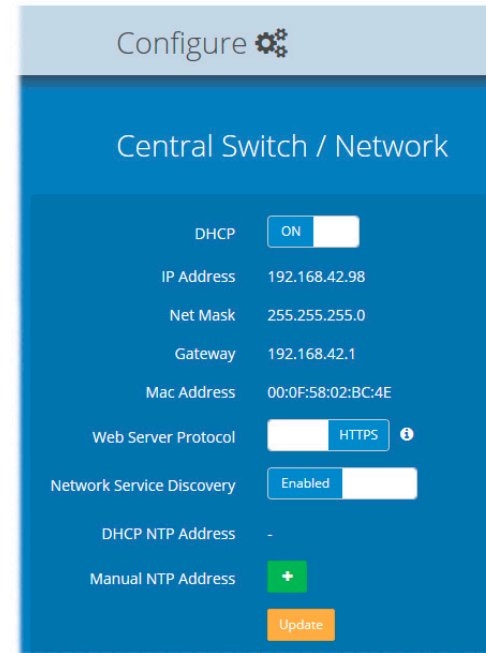 Configure
Central Switch / Network
DHCP ON
IP Address 192.168.42.98
Net Mask 255.255.255.0
Gateway 192.168.42.1
Mac Address 00:0F:58:02:BC:4E
Web Server Protocol HTTPS
Network Service Discovery Enabled
DHCP NTP Address -
Manual NTP Address +
Update